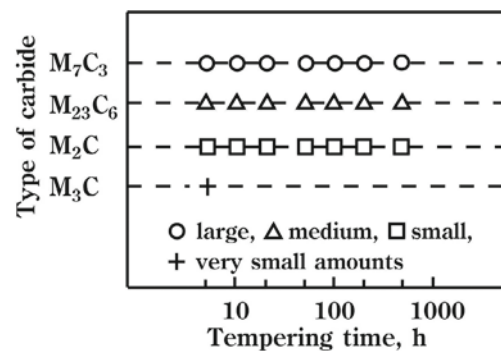 Type of carbide
M₇C₃
M₂₃C₆
M₂C
M₃C
large, medium, small,
very small amounts
10 100 1000
Tempering time, h